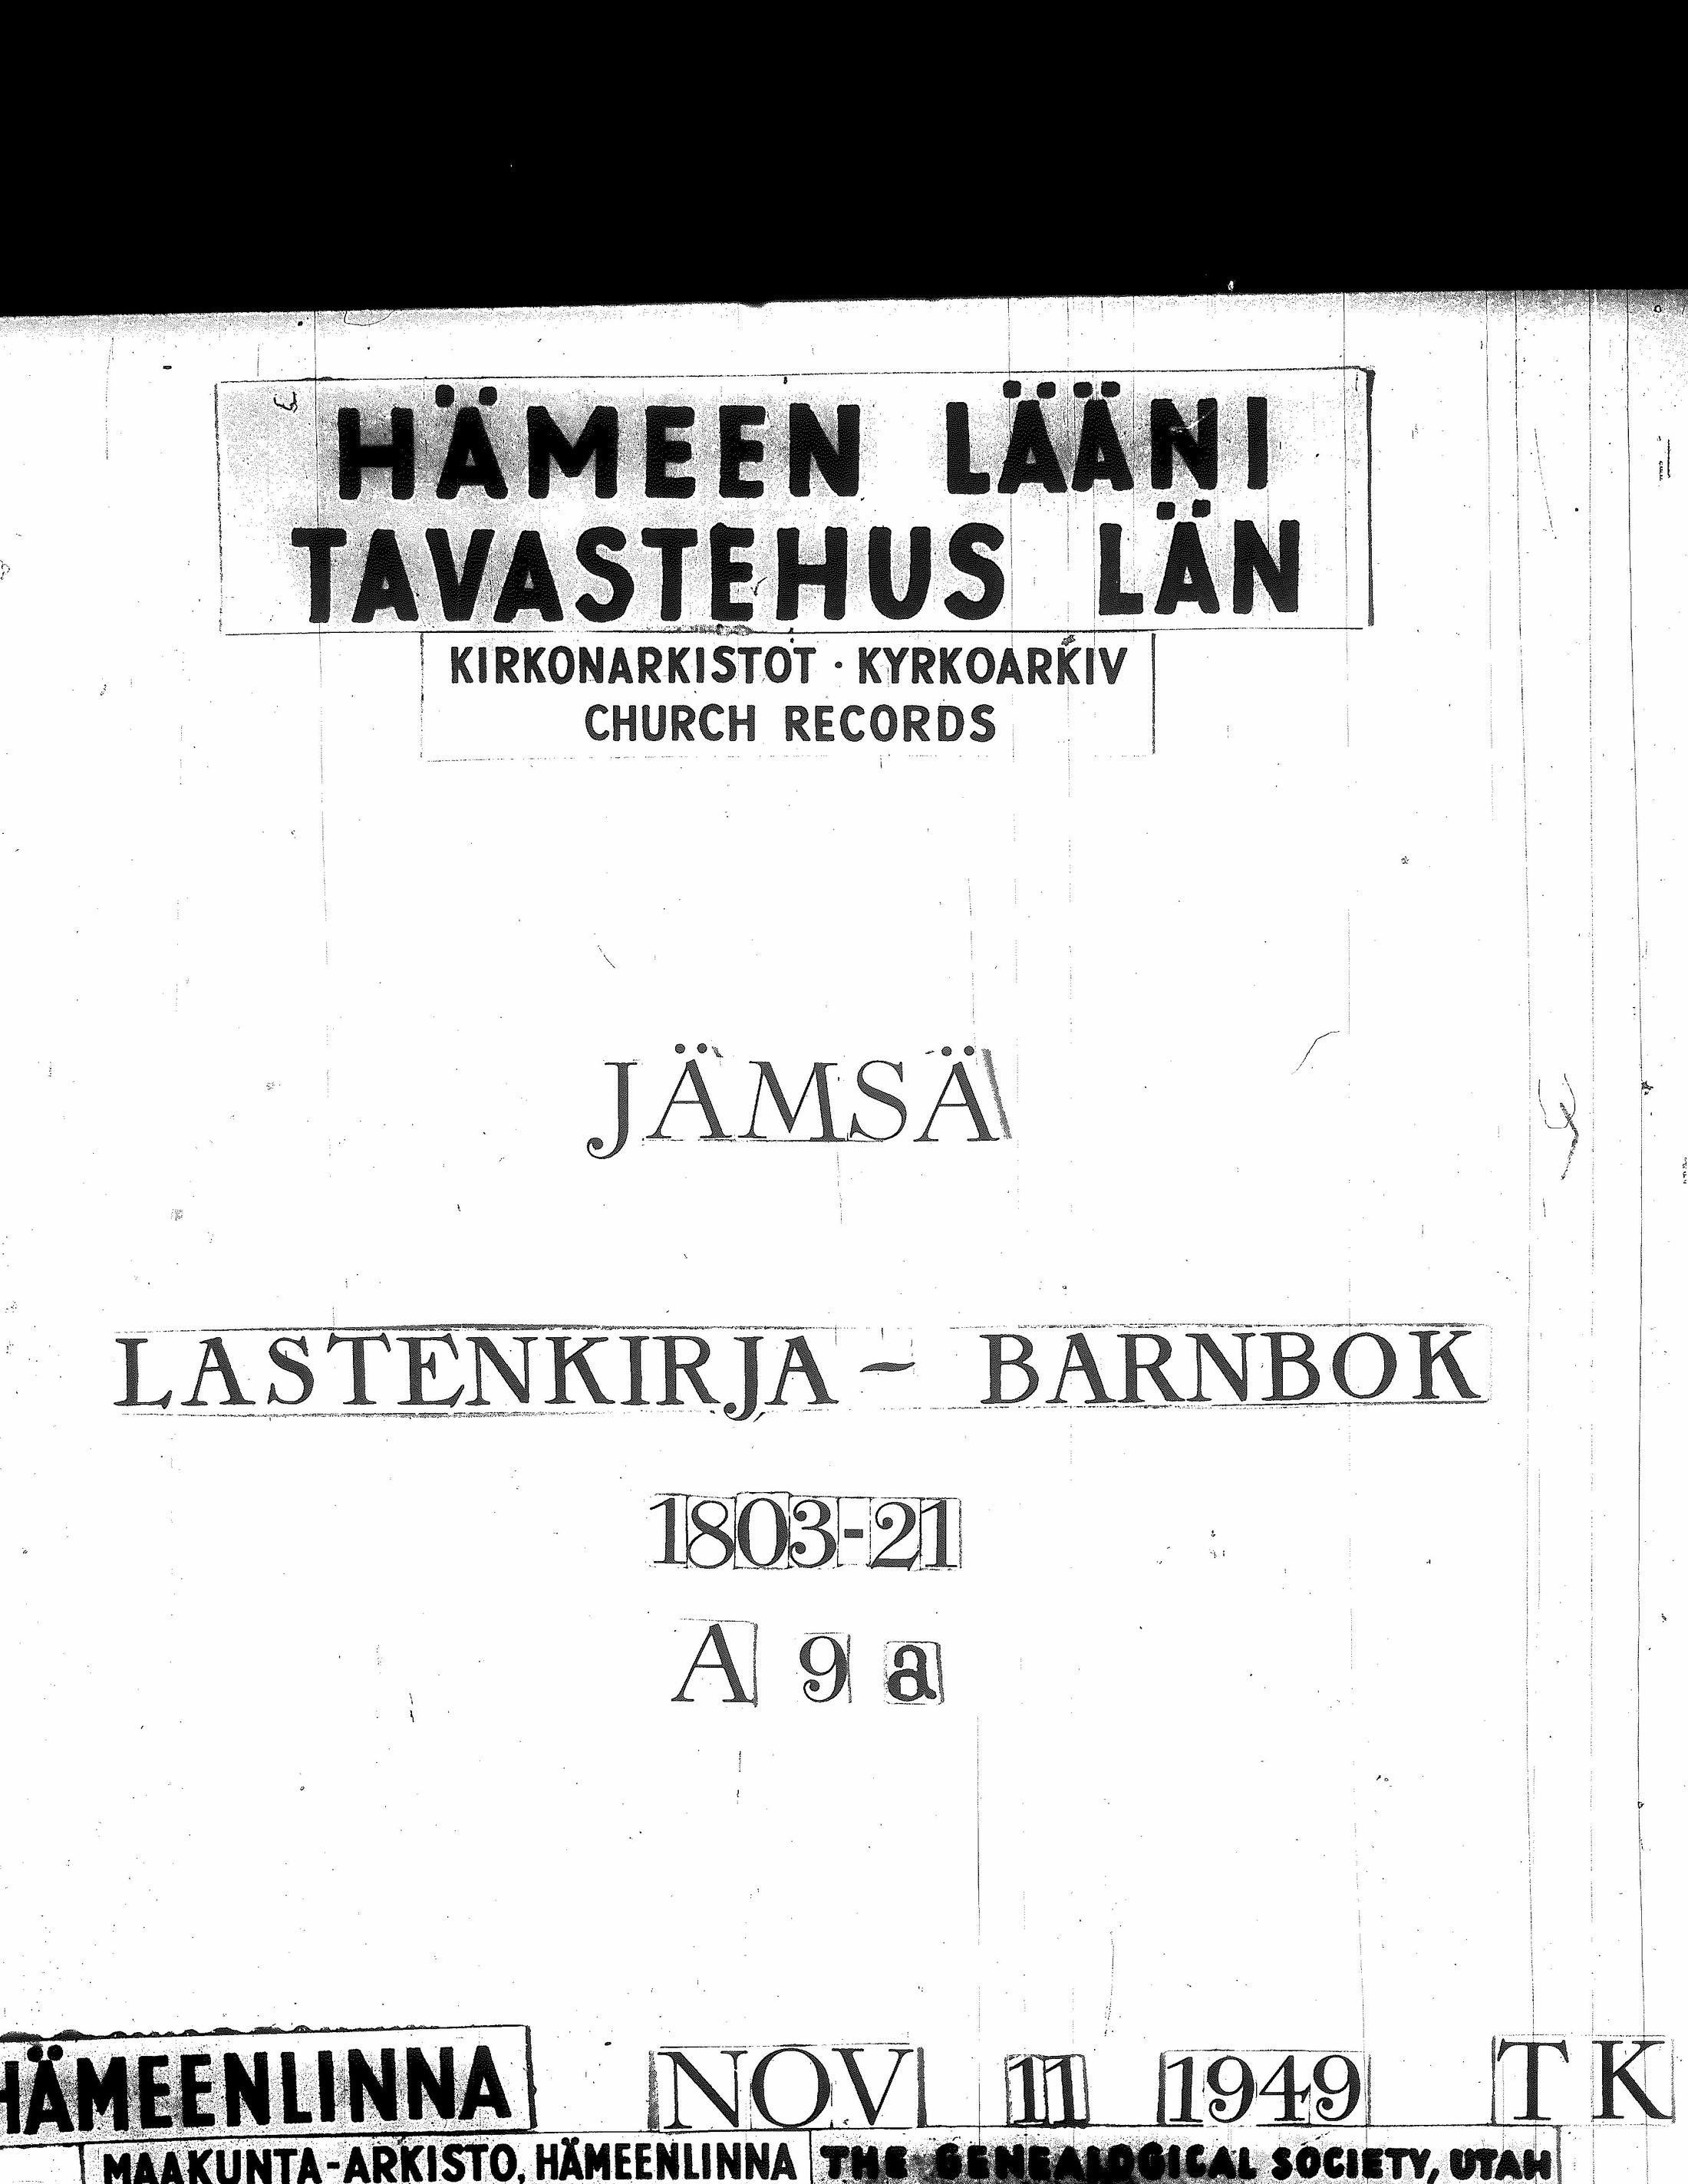 HÄMEEN LÄÄNI
TAVASTEHUS LÄN
KIRKONARKISTOT · KYRKOARKIV
CHURCH RECORDS
JÄMSÄ
LASTENKIRJA - BARNBOK
1803-21
A 9 a
HÄMEENLINNA NOV 11 1949 TK
MAAKUNTA-ARKISTO, HÄMEENLINNA THE GENEALOGICAL SOCIETY, UTAH